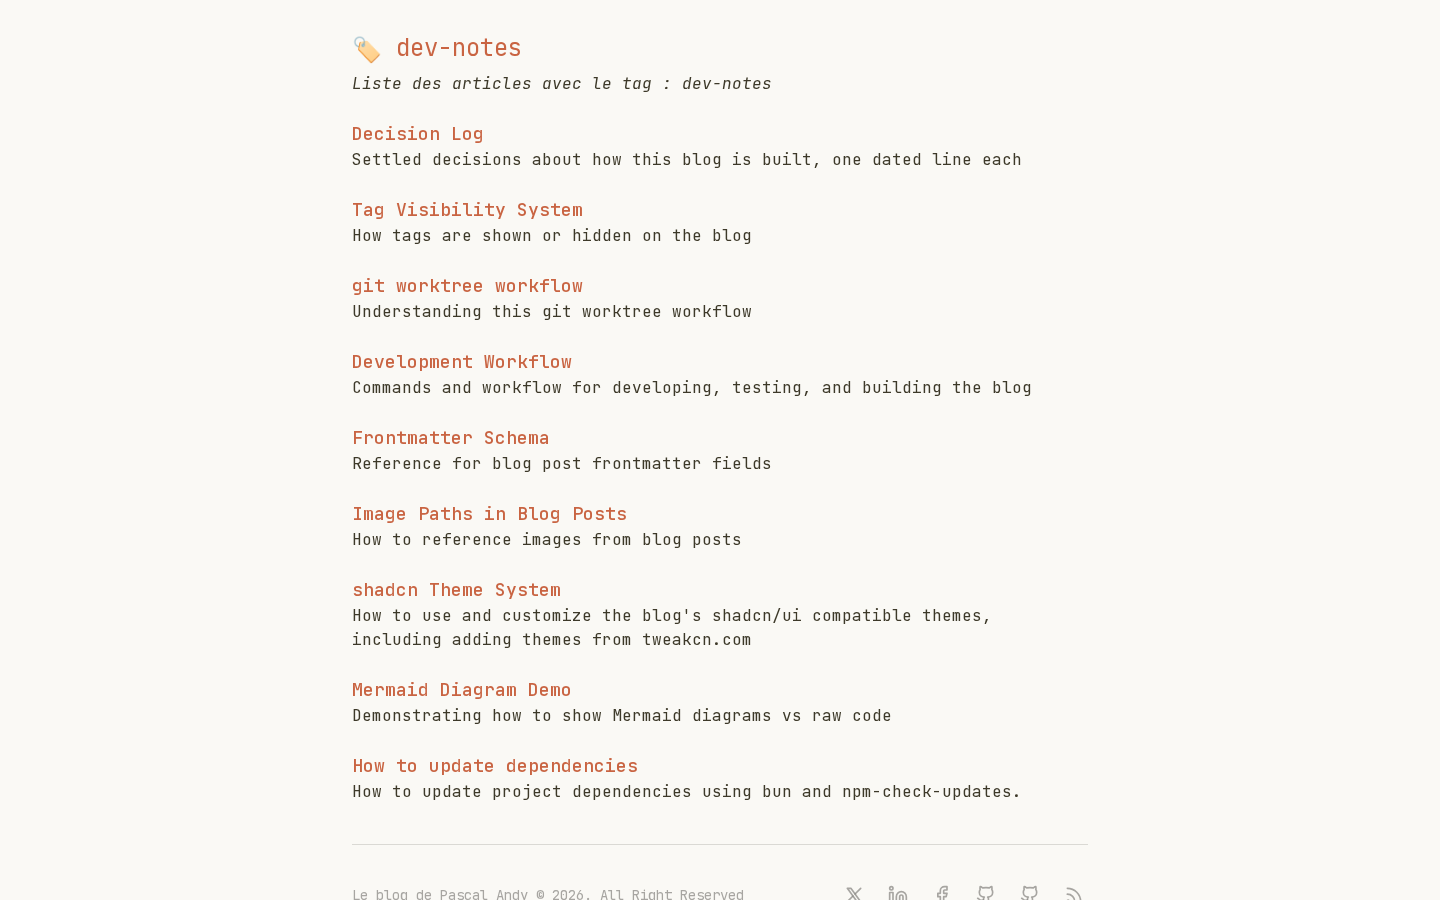 dev-notes
Liste des articles avec le tag : dev-notes
Decision Log
Settled decisions about how this blog is built, one dated line each
Tag Visibility System
How tags are shown or hidden on the blog
git worktree workflow
Understanding this git worktree workflow
Development Workflow
Commands and workflow for developing, testing, and building the blog
Frontmatter Schema
Reference for blog post frontmatter fields
Image Paths in Blog Posts
How to reference images from blog posts
shadcn Theme System
How to use and customize the blog's shadcn/ui compatible themes,
including adding themes from tweakcn.com
Mermaid Diagram Demo
Demonstrating how to show Mermaid diagrams vs raw code
How to update dependencies
How to update project dependencies using bun and npm-check-updates.
Le blog de Pascal Andy © 2026. All Right Reserved